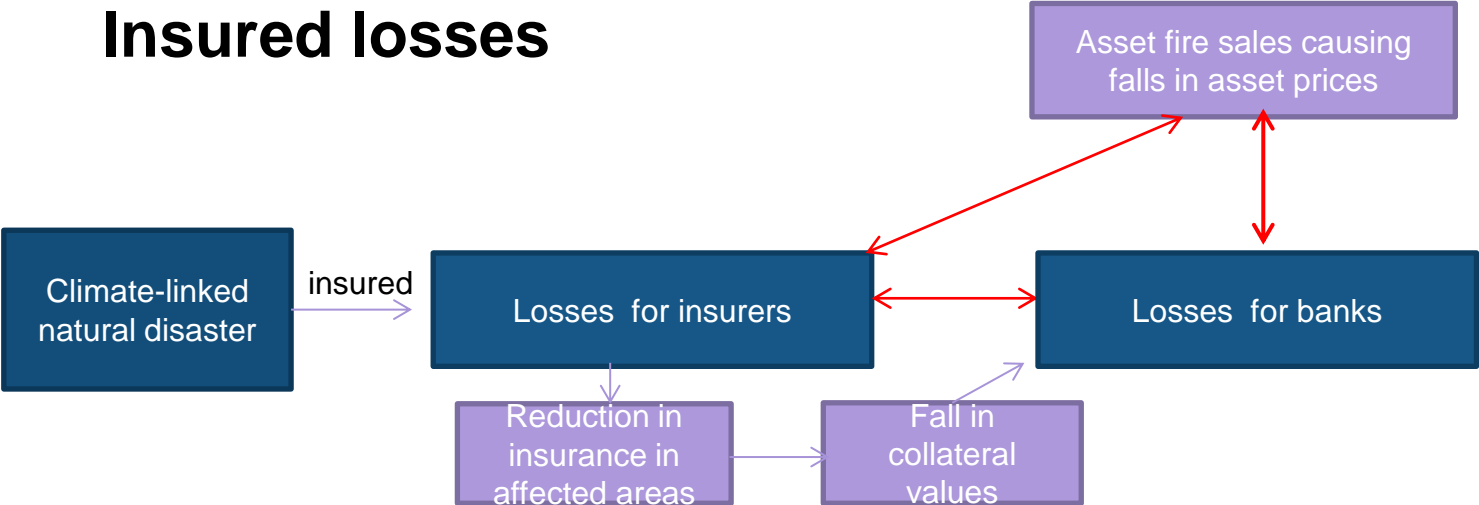 Insured losses
Asset fire sales causing
falls in asset prices
Climate-linked
natural disaster
insured
Losses for insurers
Losses for banks
Reduction in
insurance in
affected areas
Fall in
collateral
values